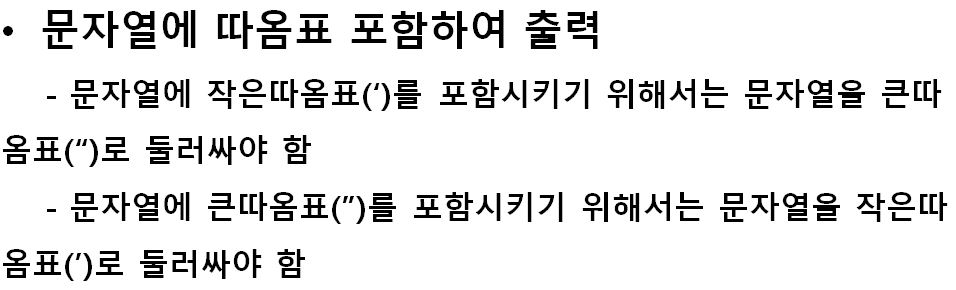 • 문자열에 따옴표 포함하여 출력
- 문자열에 작은따옴표(‘)를 포함시키기 위해서는 문자열을 큰따
옴표(“)로 둘러싸야 함
- 문자열에 큰따옴표(”)를 포함시키기 위해서는 문자열을 작은따
옴표(’)로 둘러싸야 함